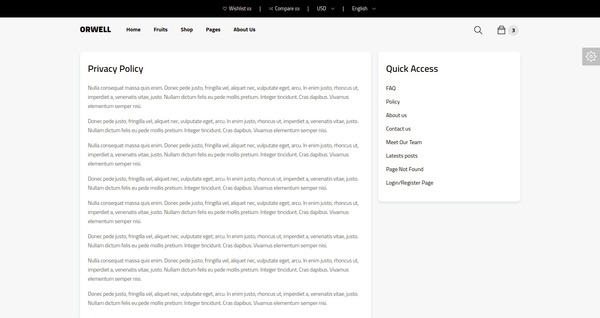 Wishlist (0) | Compare (0) | USD | English
ORWELL Home Fruits Shop Pages About Us 3
Privacy Policy
Nulla consequat massa quis enim. Donec pede justo, fringilla vel, aliquet nec, vulputate eget, arcu. In enim justo, rhoncus ut,
imperdiet a, venenatis vitae, justo. Nullam dictum felis eu pede mollis pretium. Integer tincidunt. Cras dapibus. Vivamus
elementum semper nisi.
Donec pede justo, fringilla vel, aliquet nec, vulputate eget, arcu. In enim justo, rhoncus ut, imperdiet a, venenatis vitae, justo.
Nullam dictum felis eu pede mollis pretium. Integer tincidunt. Cras dapibus. Vivamus elementum semper nisi.
Nulla consequat massa quis enim. Donec pede justo, fringilla vel, aliquet nec, vulputate eget, arcu. In enim justo, rhoncus ut,
imperdiet a, venenatis vitae, justo. Nullam dictum felis eu pede mollis pretium. Integer tincidunt. Cras dapibus. Vivamus
elementum semper nisi.
Donec pede justo, fringilla vel, aliquet nec, vulputate eget, arcu. In enim justo, rhoncus ut, imperdiet a, venenatis vitae, justo.
Nullam dictum felis eu pede mollis pretium. Integer tincidunt. Cras dapibus. Vivamus elementum semper nisi.
Nulla consequat massa quis enim. Donec pede justo, fringilla vel, aliquet nec, vulputate eget, arcu. In enim justo, rhoncus ut,
imperdiet a, venenatis vitae, justo. Nullam dictum felis eu pede mollis pretium. Integer tincidunt. Cras dapibus. Vivamus
elementum semper nisi.
Donec pede justo, fringilla vel, aliquet nec, vulputate eget, arcu. In enim justo, rhoncus ut, imperdiet a, venenatis vitae, justo.
Nullam dictum felis eu pede mollis pretium. Integer tincidunt. Cras dapibus. Vivamus elementum semper nisi.
Nulla consequat massa quis enim. Donec pede justo, fringilla vel, aliquet nec, vulputate eget, arcu. In enim justo, rhoncus ut,
imperdiet a, venenatis vitae, justo. Nullam dictum felis eu pede mollis pretium. Integer tincidunt. Cras dapibus. Vivamus
elementum semper nisi.
Donec pede justo, fringilla vel, aliquet nec, vulputate eget, arcu. In enim justo, rhoncus ut, imperdiet a, venenatis vitae, justo.
Nullam dictum felis eu pede mollis pretium. Integer tincidunt. Cras dapibus. Vivamus elementum semper nisi.
Quick Access
FAQ
Policy
About us
Contact us
Meet Our Team
Latests posts
Page Not Found
Login/Register Page